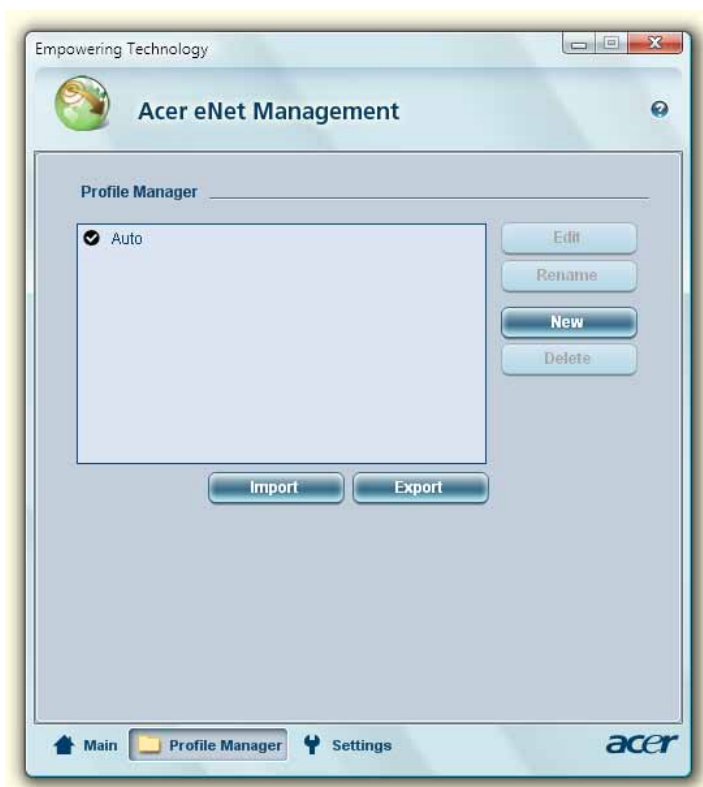 Empowering Technology
Acer eNet Management
Profile Manager
Auto
Edit
Rename
New
Delete
Import
Export
Main
Profile Manager
Settings
acer